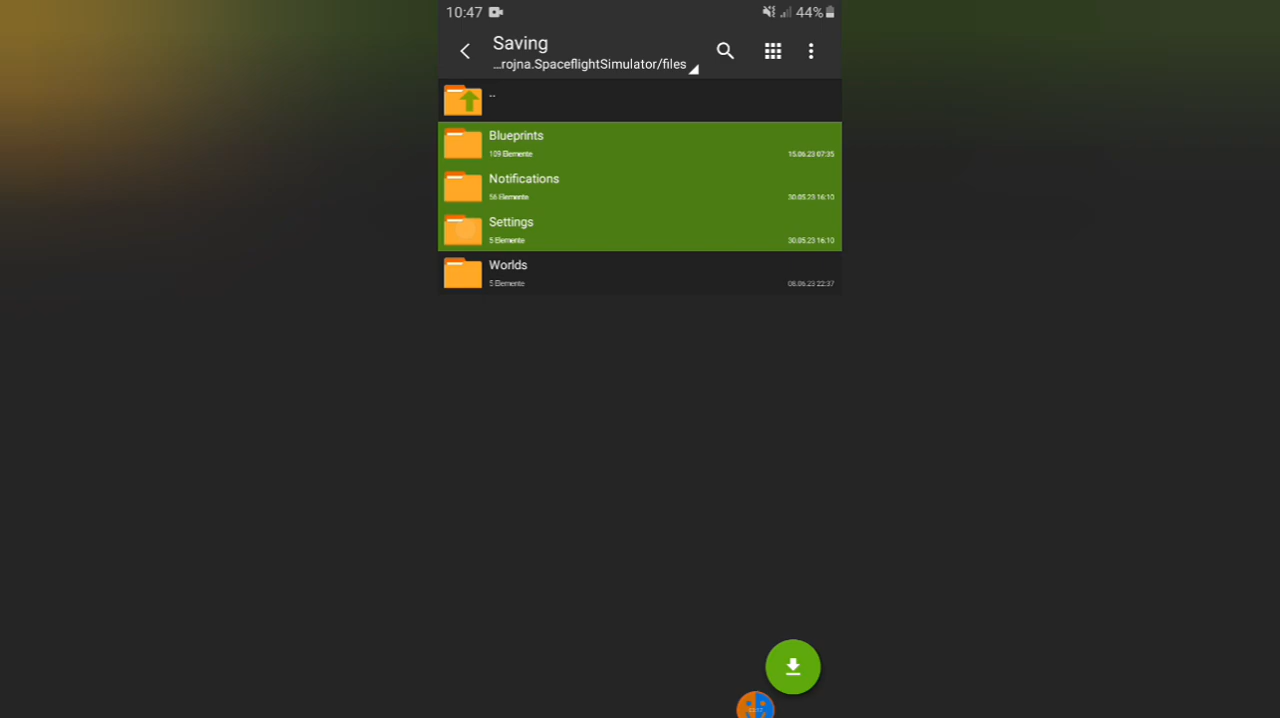 10:47
44%
Saving
...rojna.SpaceflightSimulator/files
..
Blueprints
109 Elemente
15.06.23 07:35
Notifications
56 Elemente
30.05.23 16:10
Settings
5 Elemente
30.05.23 16:10
Worlds
5 Elemente
08.06.23 22:37